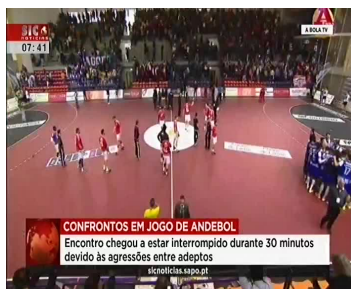 SIC
NOTÍCIAS
07:41
A BOLA TV
CONFRONTOS EM JOGO DE ANDEBOL
Encontro chegou a estar interrompido durante 30 minutos
devido às agressões entre adeptos
sicnoticias.sapo.pt